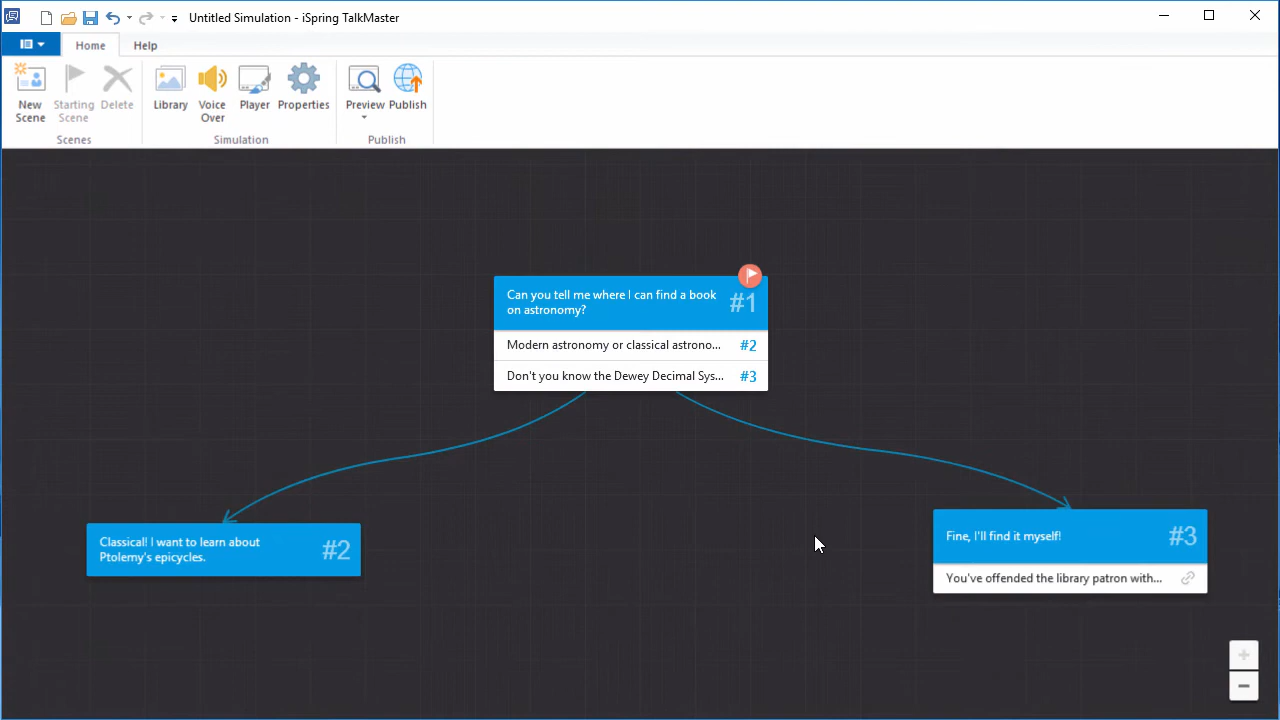 Untitled Simulation - iSpring TalkMaster
Home Help
New Scene
Starting Scene
Delete
Library
Voice Over
Player
Properties
Preview
Publish
Scenes
Simulation
Publish
Can you tell me where I can find a book
on astronomy?
#1
Modern astronomy or classical astrono... #2
Don't you know the Dewey Decimal Sys... #3
Classical! I want to learn about
Ptolemy's epicycles.
#2
Fine, I'll find it myself! #3
You've offended the library patron with...